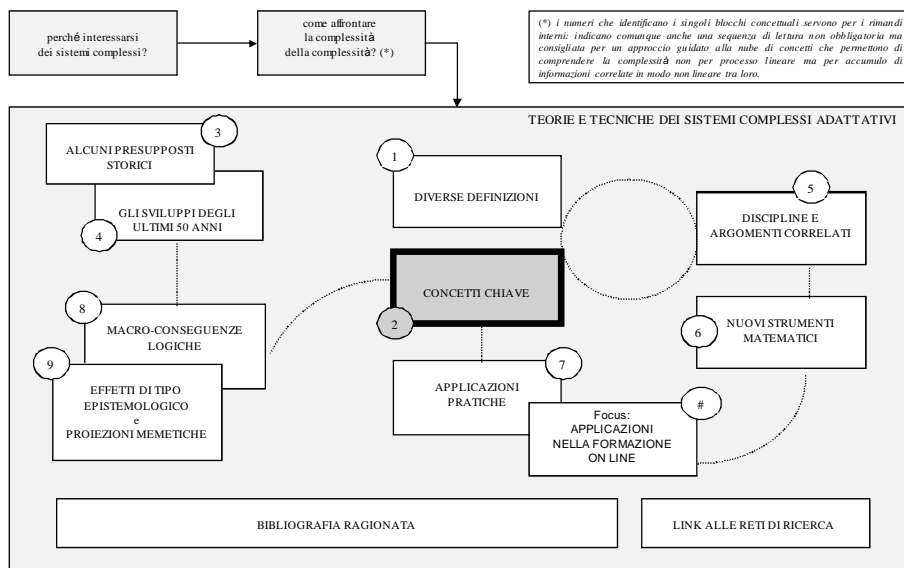 perché interessarsi
dei sistemi complessi?
come affrontare
la complessità
della complessità? (*)
(*) i numeri che identificano i singoli blocchi concettuali servono per i rimandi
interni: indicano comunque anche una sequenza di lettura non obbligatoria ma
consigliata per un approccio guidato alla nube di concetti che permettono di
comprendere la complessità non per processo lineare ma per accumulo di
informazioni correlate in modo non lineare tra loro.
TEORIE E TECNICHE DEI SISTEMI COMPLESSI ADATTATIVI
3
ALCUNI PRESUPPOSTI
STORICI
GLI SVILUPPI DEGLI
ULTIMI 50 ANNI
4
1
DIVERSE DEFINIZIONI
5
DISCIPLINE E
ARGOMENTI CORRELATI
CONCETTI CHIAVE
2
8
MACRO-CONSEGUENZE
LOGICHE
6
NUOVI STRUMENTI
MATEMATICI
9
EFFETTI DI TIPO
EPISTEMOLOGICO
e
PROIEZIONI MEMETICHE
7
APPLICAZIONI
PRATICHE
#
Focus:
APPLICAZIONI
NELLA FORMAZIONE
ON LINE
BIBLIOGRAFIA RAGIONATA
LINK ALLE RETI DI RICERCA